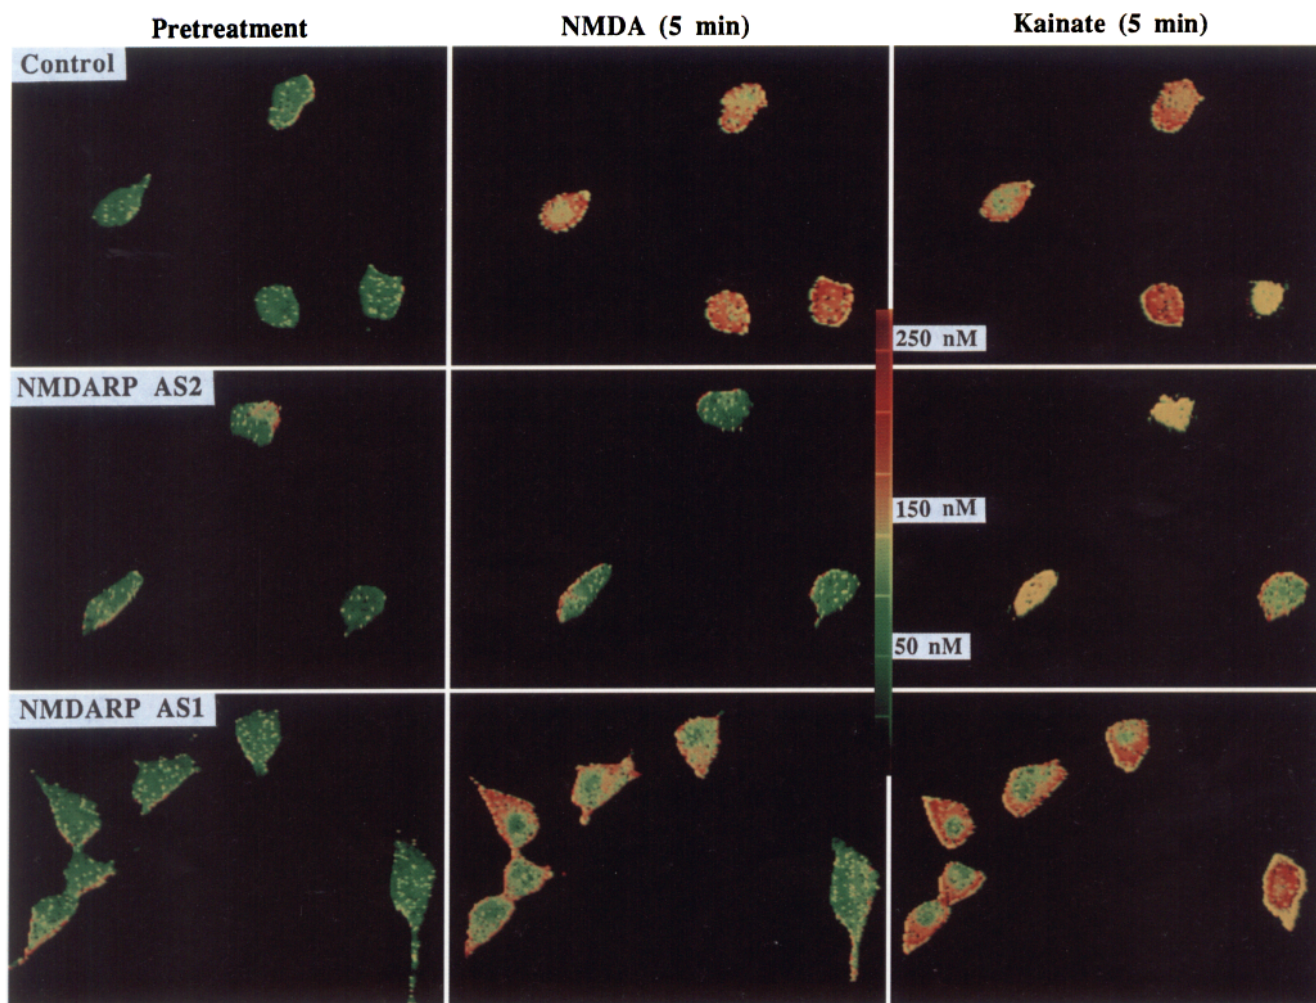 Pretreatment NMDA (5 min) Kainate (5 min)
Control
250 nM
NMDARP AS2
150 nM
50 nM
NMDARP AS1